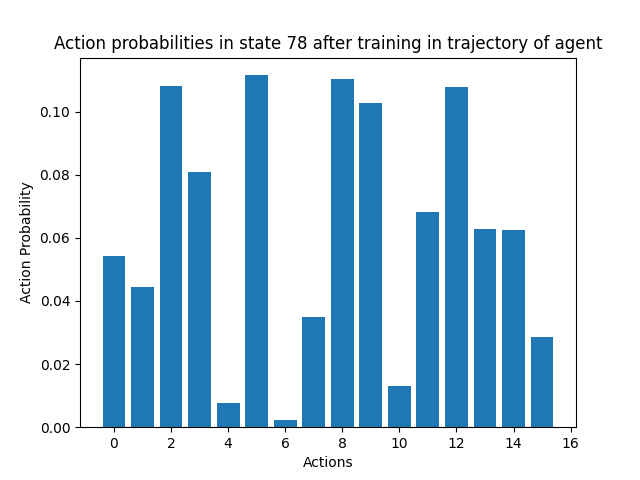 Action probabilities in state 78 after training in trajectory of agent
0.10
0.08
0.06
0.04
0.02
0.00
Action Probability
0 2 4 6 8 10 12 14 16
Actions